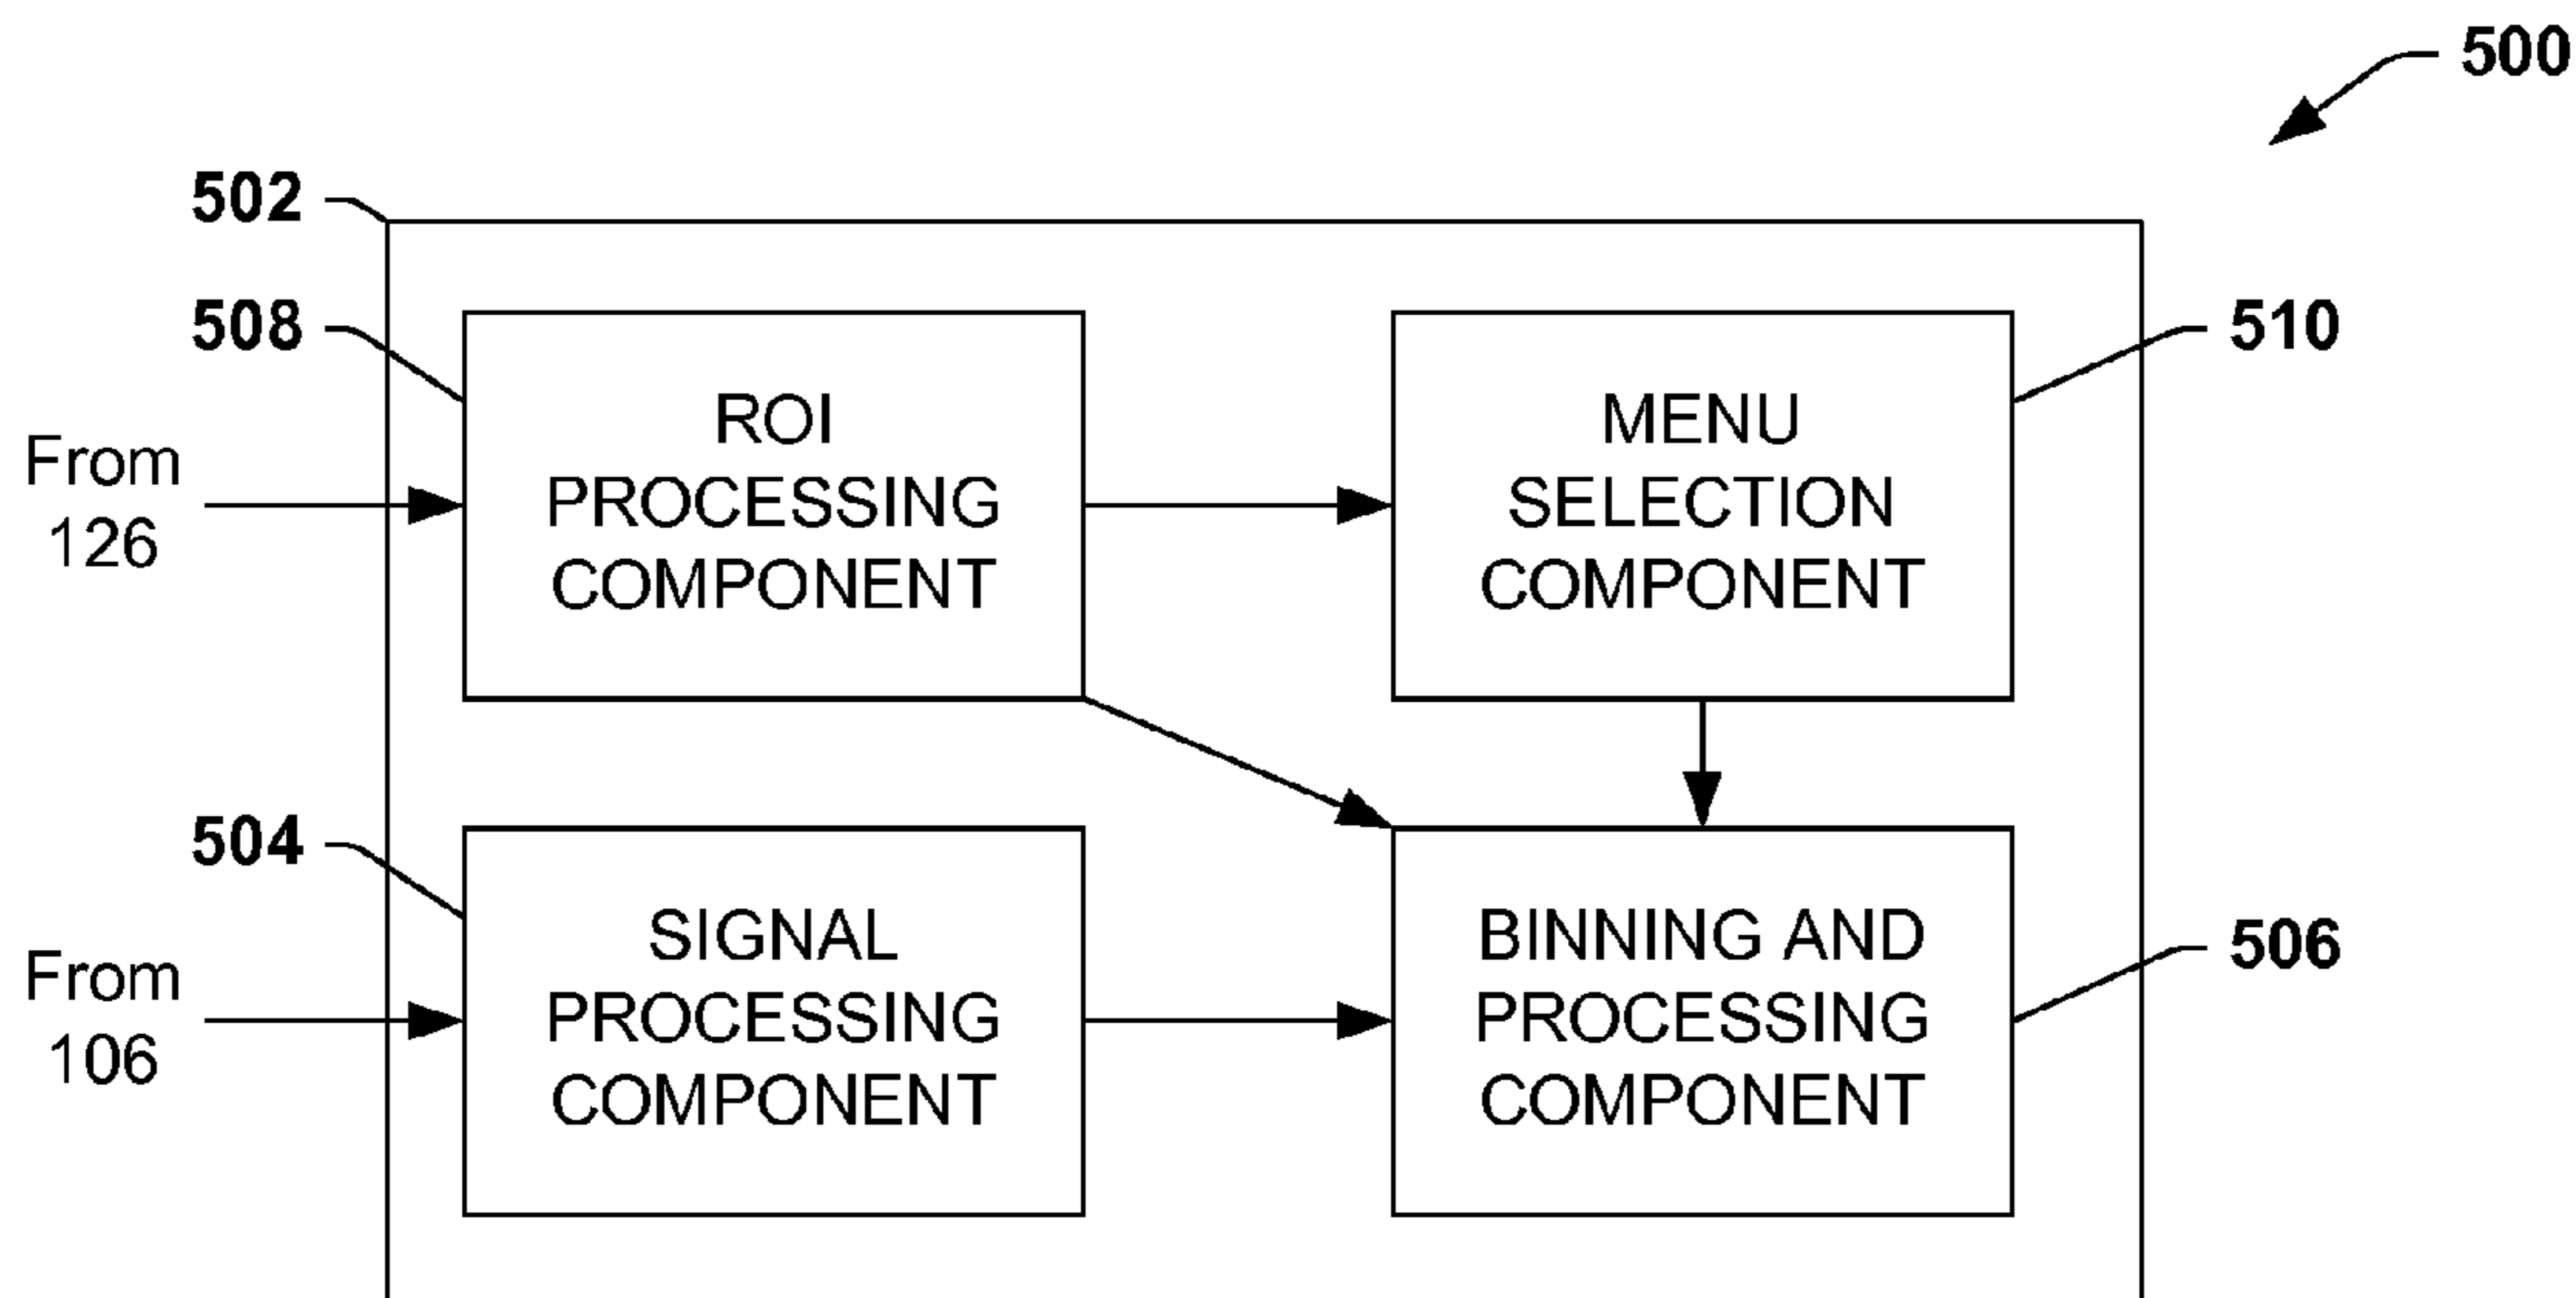 500
502
508
510
From
126
ROI
PROCESSING
COMPONENT
MENU
SELECTION
COMPONENT
504
506
From
106
SIGNAL
PROCESSING
COMPONENT
BINNING AND
PROCESSING
COMPONENT